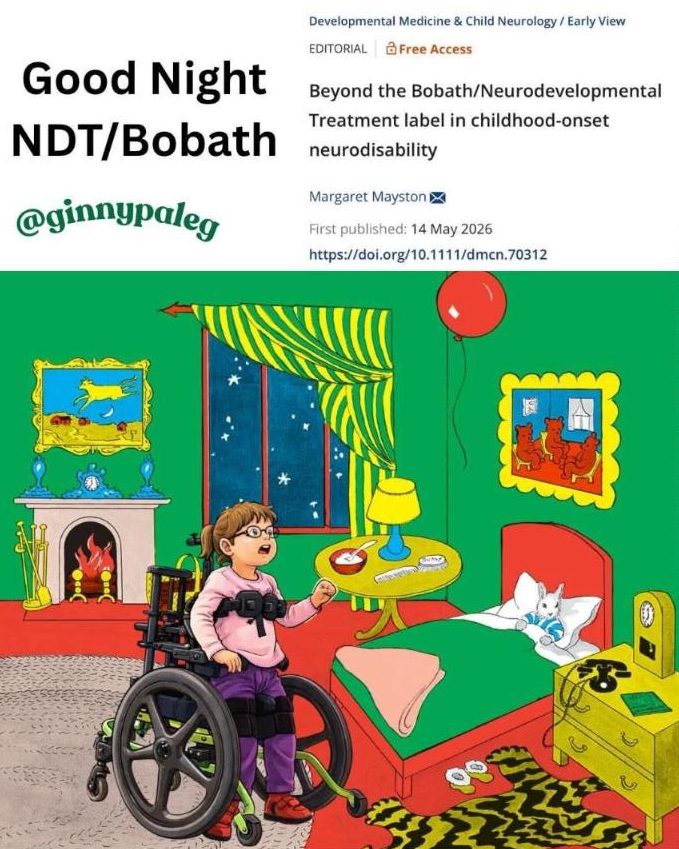 Good Night
NDT/Bobath
@ginnypaleg
Developmental Medicine & Child Neurology / Early View
EDITORIAL
Free Access
Beyond the Bobath/Neurodevelopmental
Treatment label in childhood-onset
neurodisability
Margaret Mayston
First published: 14 May 2026
https://doi.org/10.1111/dmcn.70312